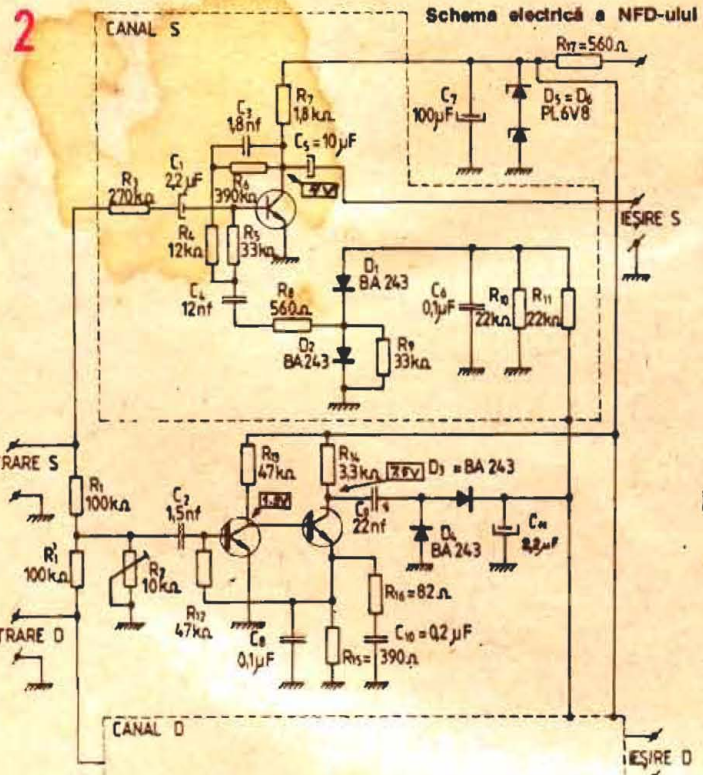 2
Schema electrică a NFD-ului
CANAL S
R17=560Ω
R7
1,8kΩ
C7
100µF
D5=D6
PL6V8
C3
1,8nf
C5=10µF
C1
2,2µF
R6
390kΩ
R3
270kΩ
IEȘIRE S
R4
12kΩ
R5
33kΩ
D1
BA 243
C4
12nf
R8
560Ω
C6
0,1µF
R10
22kΩ
R11
22kΩ
D2
BA243
R9
33kΩ
TRARE S
R1
100kΩ
R13
47kΩ
R14
3,3kΩ
D3 = BA 243
C2
1,5nf
22nf
D4
BA 243
2,2µF
R'1
100kΩ
R2
10kΩ
R12
47kΩ
R16=82Ω
TRARE D
C8
0,1µF
C10=0,2µF
R15=
390Ω
CANAL D
IEȘIRE D